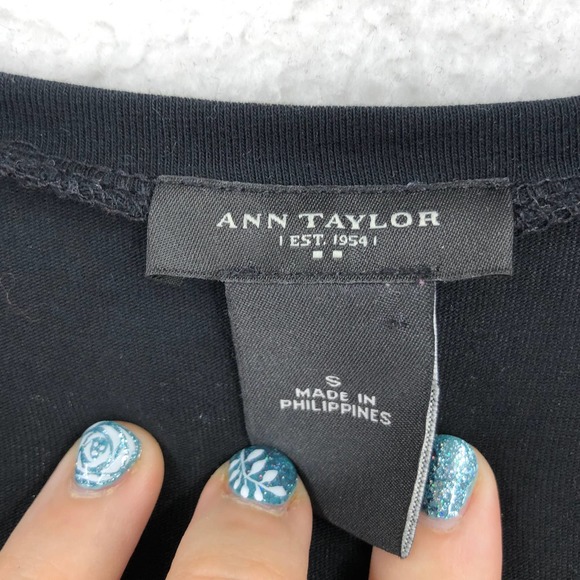 ANN TAYLOR
EST. 1954
S
MADE IN
PHILIPPINES